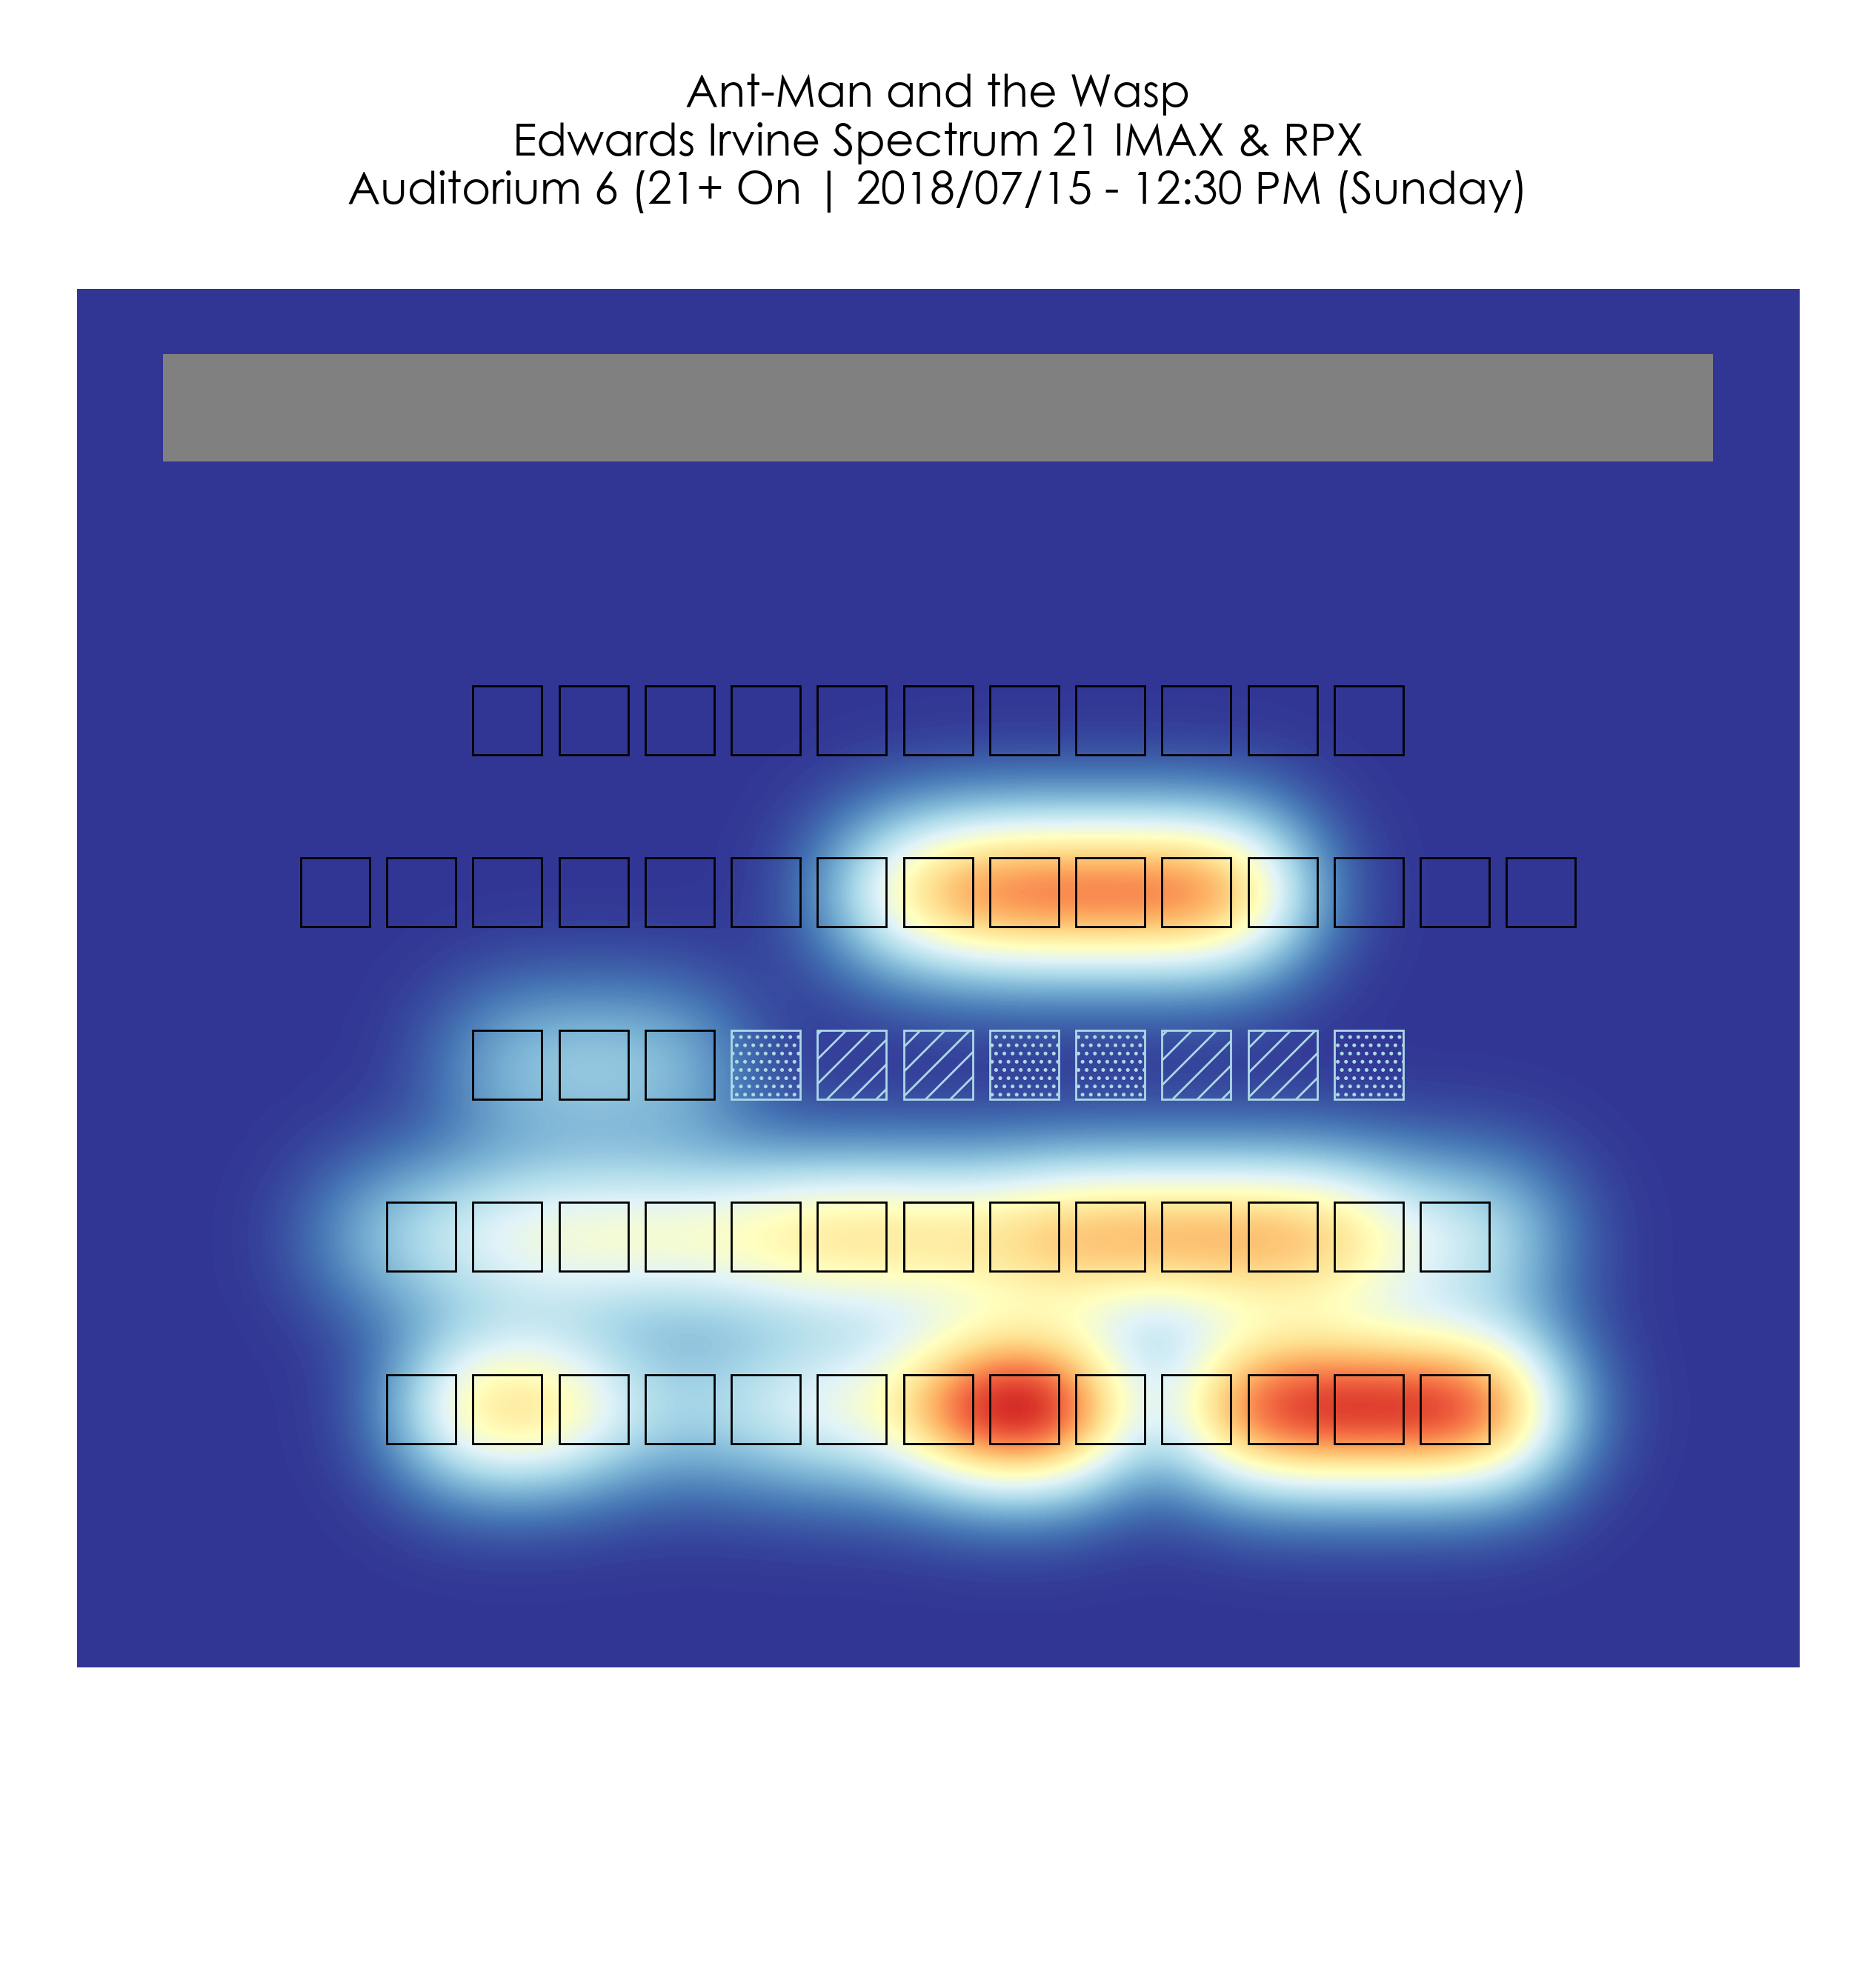 Ant-Man and the Wasp
Edwards Irvine Spectrum 21 IMAX & RPX
Auditorium 6 (21+ On | 2018/07/15 - 12:30 PM (Sunday)